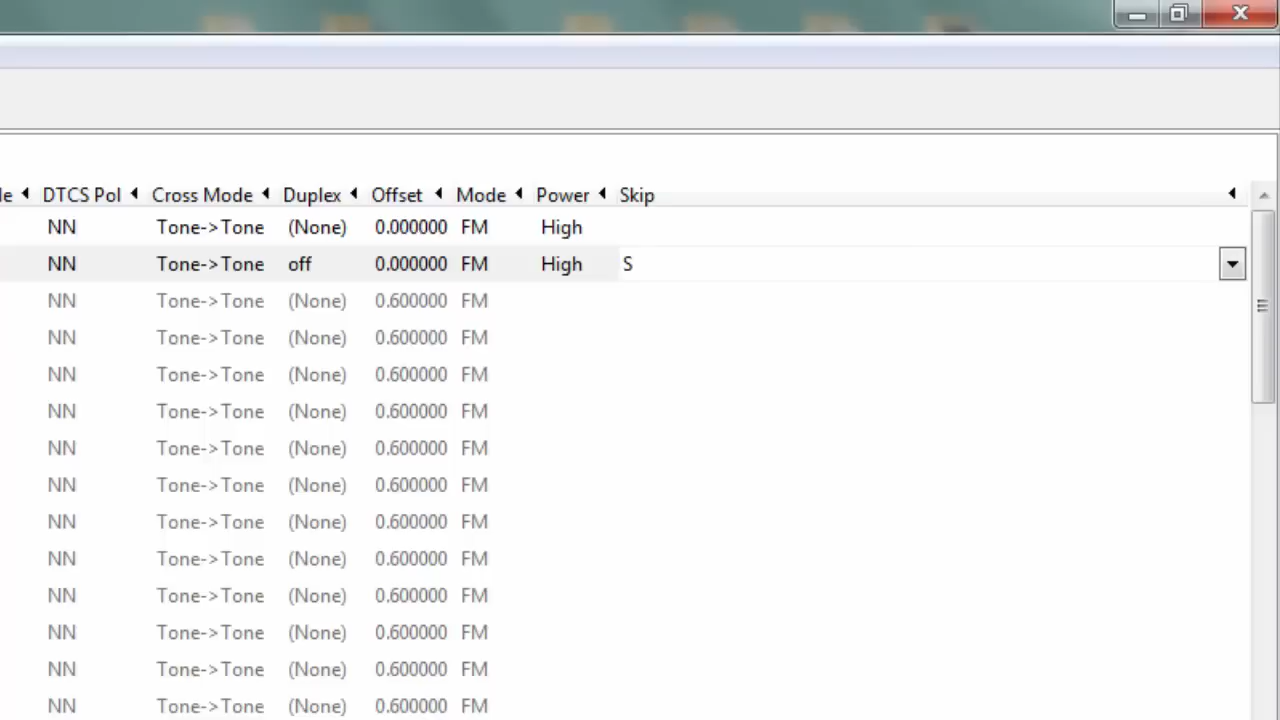 le DTCS Pol Cross Mode Duplex Offset Mode Power Skip
NN Tone->Tone (None) 0.000000 FM High
NN Tone->Tone off 0.000000 FM High S
NN Tone->Tone (None) 0.600000 FM
NN Tone->Tone (None) 0.600000 FM
NN Tone->Tone (None) 0.600000 FM
NN Tone->Tone (None) 0.600000 FM
NN Tone->Tone (None) 0.600000 FM
NN Tone->Tone (None) 0.600000 FM
NN Tone->Tone (None) 0.600000 FM
NN Tone->Tone (None) 0.600000 FM
NN Tone->Tone (None) 0.600000 FM
NN Tone->Tone (None) 0.600000 FM
NN Tone->Tone (None) 0.600000 FM
NN Tone->Tone (None) 0.600000 FM